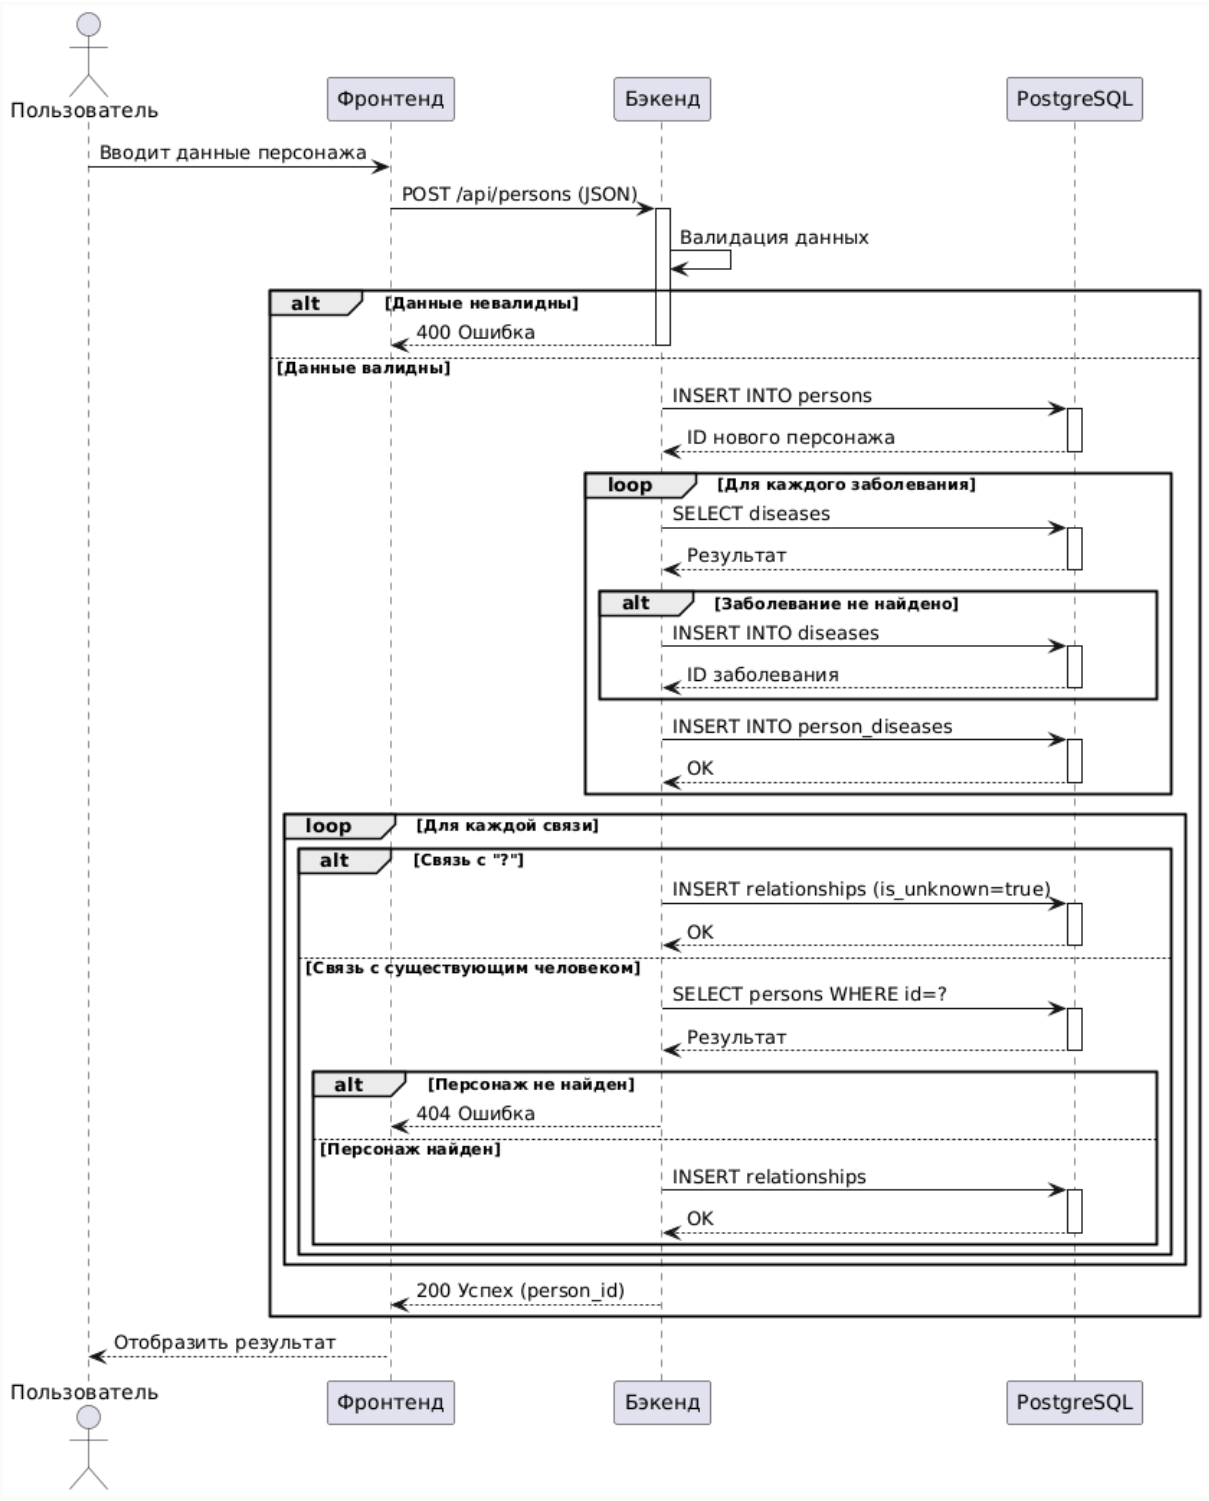 Пользователь
Фронтенд
Бэкенд
PostgreSQL
Вводит данные персонажа
POST /api/persons (JSON)
Валидация данных
alt
[Данные невалидны]
400 Ошибка
[Данные валидны]
INSERT INTO persons
ID нового персонажа
loop
[Для каждого заболевания]
SELECT diseases
Результат
alt
[Заболевание не найдено]
INSERT INTO diseases
ID заболевания
INSERT INTO person_diseases
OK
loop
[Для каждой связи]
alt
[Связь с "?"]
INSERT relationships (is_unknown=true)
OK
[Связь с существующим человеком]
SELECT persons WHERE id=?
Результат
alt
[Персонаж не найден]
404 Ошибка
[Персонаж найден]
INSERT relationships
OK
200 Успех (person_id)
Отобразить результат
Пользователь
Фронтенд
Бэкенд
PostgreSQL